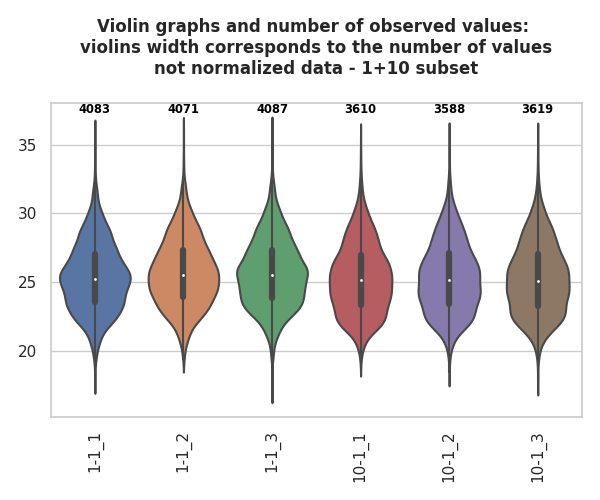 Violin graphs and number of observed values:
violins width corresponds to the number of values
not normalized data - 1+10 subset
4083 4071 4087 3610 3588 3619
35
30
25
20
1-1_1 1-1_2 1-1_3 10-1_1 10-1_2 10-1_3